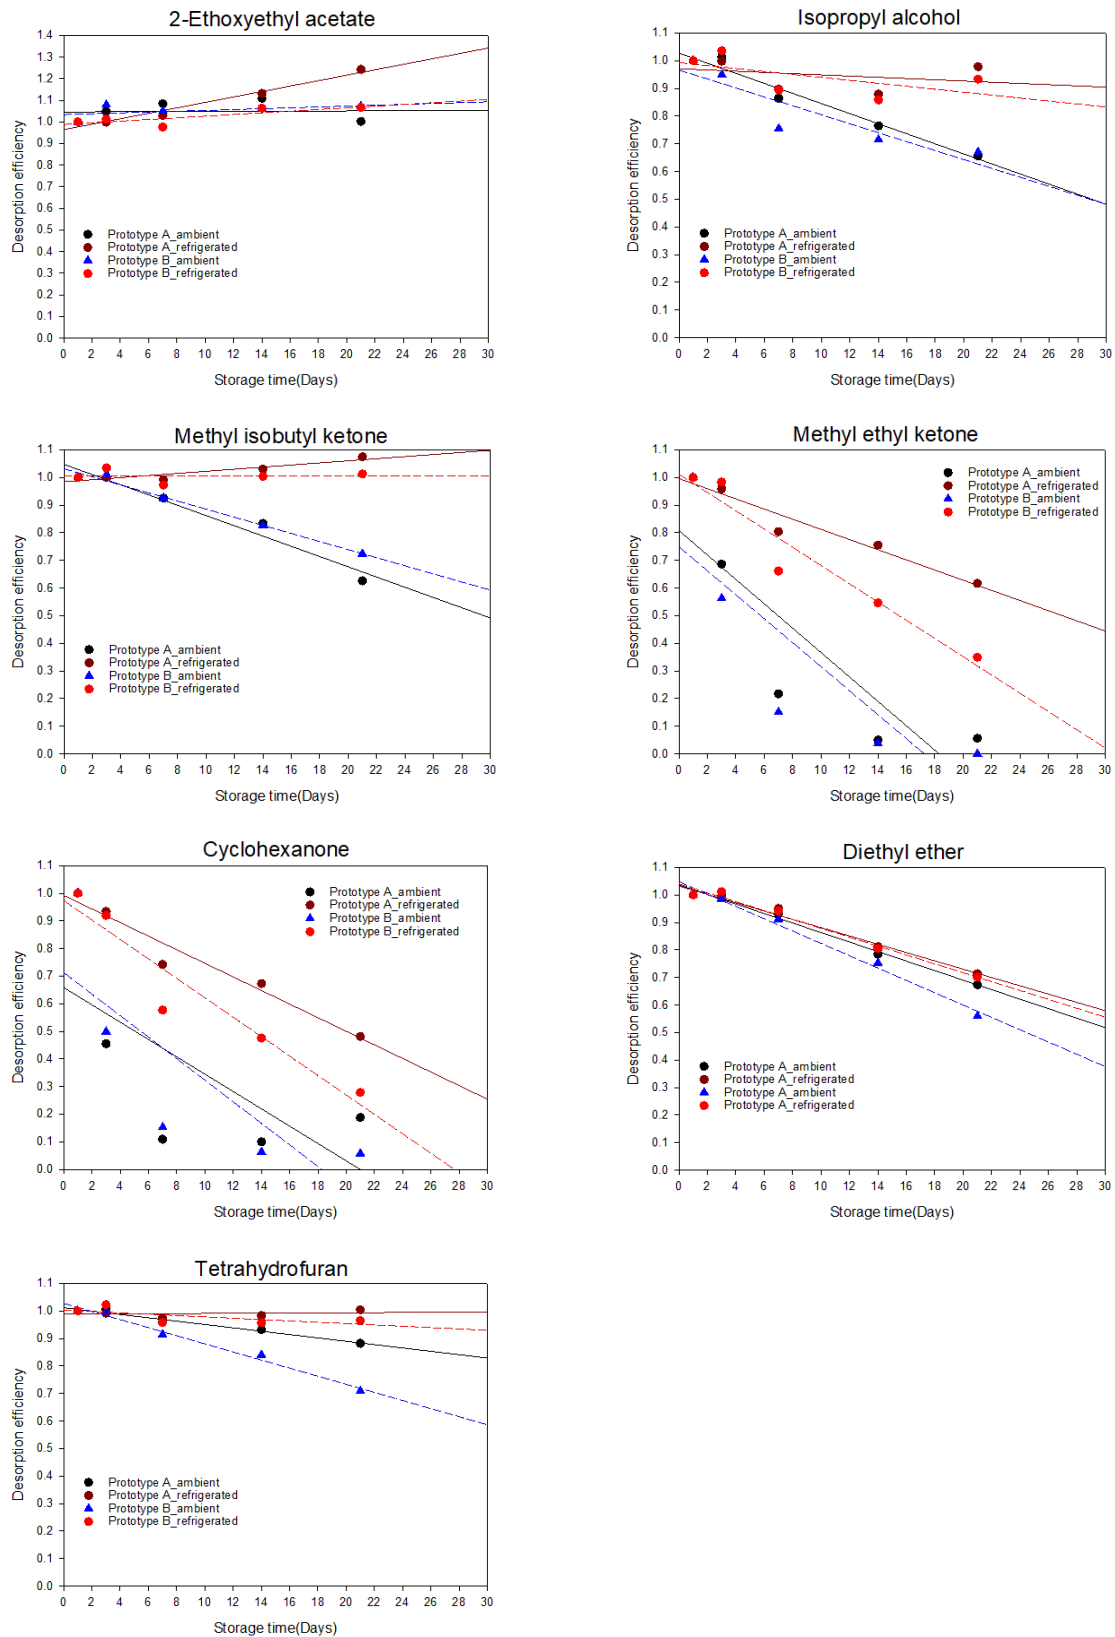 2-Ethoxyethyl acetate
1.4
1.3
1.2
1.1
1.0
0.9
0.8
0.7
0.6
0.5
0.4
0.3
0.2
0.1
0.0
Desorption efficiency
Prototype A_ambient
Prototype A_refrigerated
Prototype B_ambient
Prototype B_refrigerated
0 2 4 6 8 10 12 14 16 18 20 22 24 26 28 30
Storage time(Days)
Isopropyl alcohol
1.1
1.0
0.9
0.8
0.7
0.6
0.5
0.4
0.3
0.2
0.1
0.0
Desorption efficiency
Prototype A_ambient
Prototype A_refrigerated
Prototype B_ambient
Prototype B_refrigerated
0 2 4 6 8 10 12 14 16 18 20 22 24 26 28 30
Storage time(Days)
Methyl isobutyl ketone
1.1
1.0
0.9
0.8
0.7
0.6
0.5
0.4
0.3
0.2
0.1
0.0
Desorption efficiency
Prototype A_ambient
Prototype A_refrigerated
Prototype B_ambient
Prototype B_refrigerated
0 2 4 6 8 10 12 14 16 18 20 22 24 26 28 30
Storage time(Days)
Methyl ethyl ketone
1.1
1.0
0.9
0.8
0.7
0.6
0.5
0.4
0.3
0.2
0.1
0.0
Desorption efficiency
Prototype A_ambient
Prototype A_refrigerated
Prototype B_ambient
Prototype B_refrigerated
0 2 4 6 8 10 12 14 16 18 20 22 24 26 28 30
Storage time(Days)
Cyclohexanone
1.1
1.0
0.9
0.8
0.7
0.6
0.5
0.4
0.3
0.2
0.1
0.0
Desorption efficiency
Prototype A_ambient
Prototype A_refrigerated
Prototype B_ambient
Prototype B_refrigerated
0 2 4 6 8 10 12 14 16 18 20 22 24 26 28 30
Storage time(Days)
Diethyl ether
1.1
1.0
0.9
0.8
0.7
0.6
0.5
0.4
0.3
0.2
0.1
0.0
Desorption efficiency
Prototype A_ambient
Prototype A_refrigerated
Prototype A_ambient
Prototype A_refrigerated
0 2 4 6 8 10 12 14 16 18 20 22 24 26 28 30
Storage time(Days)
Tetrahydrofuran
1.1
1.0
0.9
0.8
0.7
0.6
0.5
0.4
0.3
0.2
0.1
0.0
Desorption efficiency
Prototype A_ambient
Prototype A_refrigerated
Prototype B_ambient
Prototype B_refrigerated
0 2 4 6 8 10 12 14 16 18 20 22 24 26 28 30
Storage time(Days)